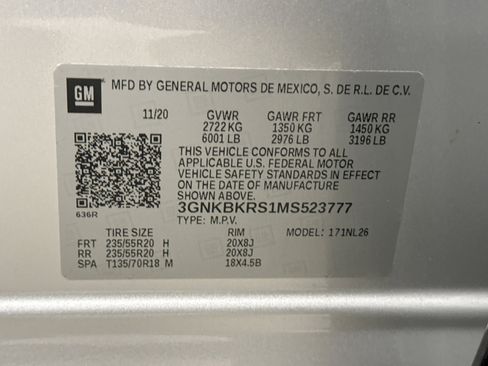 GM
MFD BY GENERAL MOTORS DE MEXICO, S. DE R.L. DE C.V.
11/20 GVWR GAWR FRT GAWR RR
2722 KG 1350 KG 1450 KG
6001 LB 2976 LB 3196 LB
THIS VEHICLE CONFORMS TO ALL
APPLICABLE U.S. FEDERAL MOTOR
VEHICLE SAFETY STANDARDS IN EFFECT
ON THE DATE OF MANUFACTURE
SHOWN ABOVE.
3GNKBKRS1MS523777
636R
TYPE: M.P.V. MODEL: 1NL26
TIRE SIZE RIM
FRT 235/55R20 H 20X8J
RR 235/55R20 H 20X8J
SPA T135/70R18 M 18X4.5B